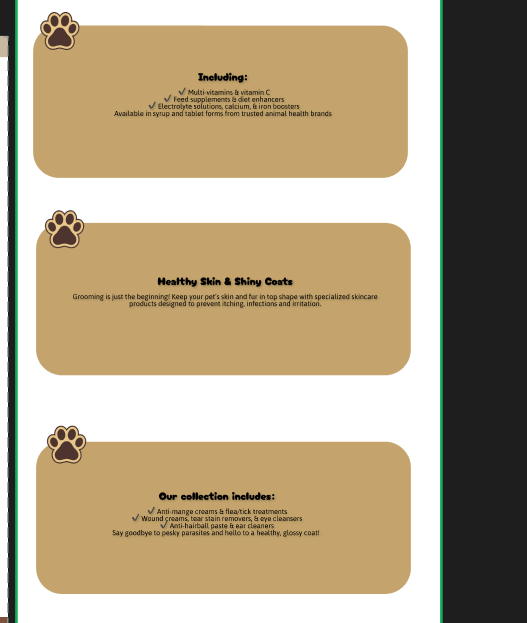 Including:
✓ Multi-vitamins & vitamin C
✓ Feed supplements & diet enhancers
✓ Electrolyte solutions, calcium, & iron boosters
Available in syrup and tablet forms from trusted animal health brands
Healthy Skin & Shiny Coats
Grooming is just the beginning! Keep your pet's skin and fur in top shape with specialized skincare
products designed to prevent itching, infections and irritation.
Our collection includes:
✓ Anti-mange creams & flea/tick treatments
✓ Wound creams, tear stain removers, & eye cleansers
✓ Anti-hairball paste & ear cleaners
Say goodbye to pesky parasites and hello to a healthy, glossy coat!